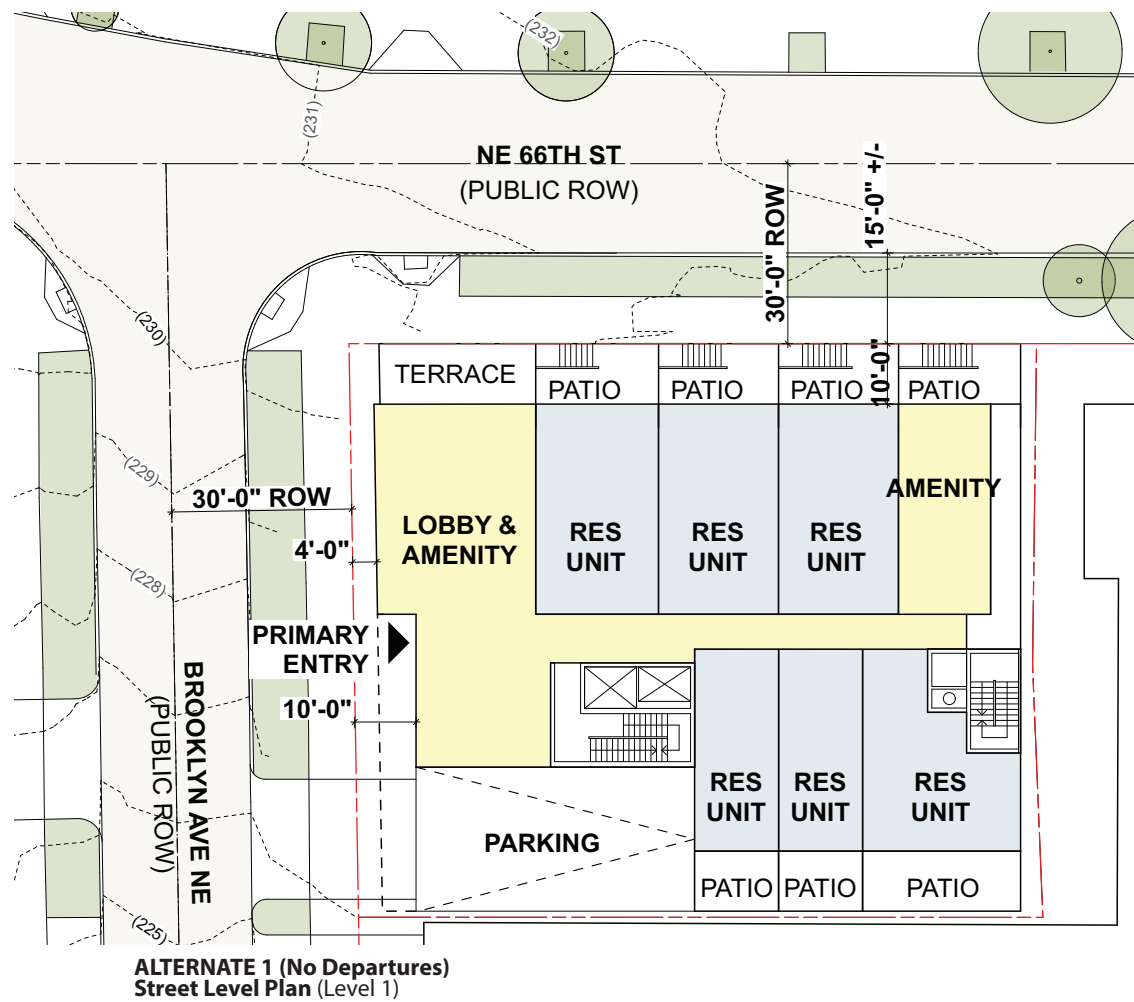 (232)
(231)
NE 66TH ST
(PUBLIC ROW)
15'-0" +/-
30'-0" ROW
(230)
TERRACE
PATIO
PATIO
PATIO
PATIO
10'-0"
(229)
30'-0" ROW
AMENITY
LOBBY &
AMENITY
RES
UNIT
RES
UNIT
RES
UNIT
4'-0"
(228)
PRIMARY
ENTRY
10'-0"
BROOKLYN AVE NE
(PUBLIC ROW)
RES
UNIT
RES
UNIT
RES
UNIT
PARKING
PATIO
PATIO
PATIO
(225)
ALTERNATE 1 (No Departures)
Street Level Plan (Level 1)